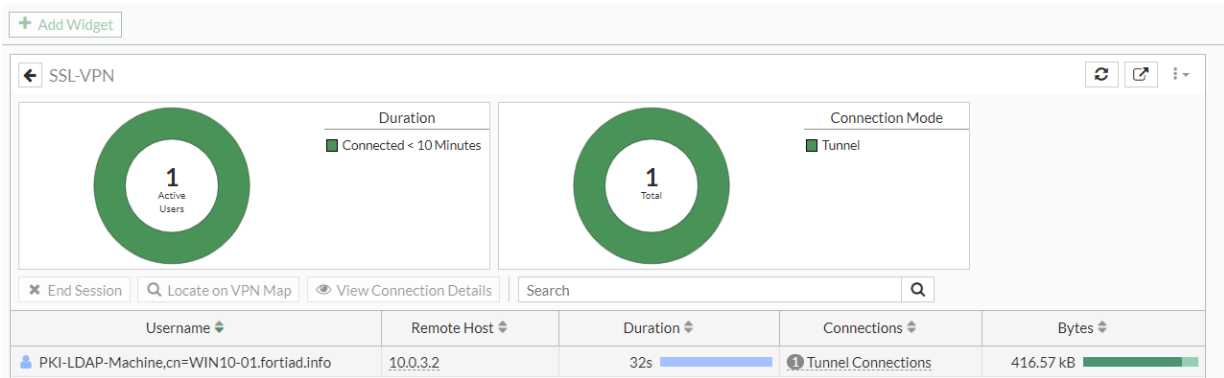 Add Widget
SSL-VPN
Duration
Connected < 10 Minutes
1
Active
Users
Connection Mode
Tunnel
1
Total
End Session
Locate on VPN Map
View Connection Details
Search
Username Remote Host Duration Connections Bytes
PKI-LDAP-Machine,cn=WIN10-01.fortiad.info 10.0.3.2 32s 1 Tunnel Connections 416.57 kB